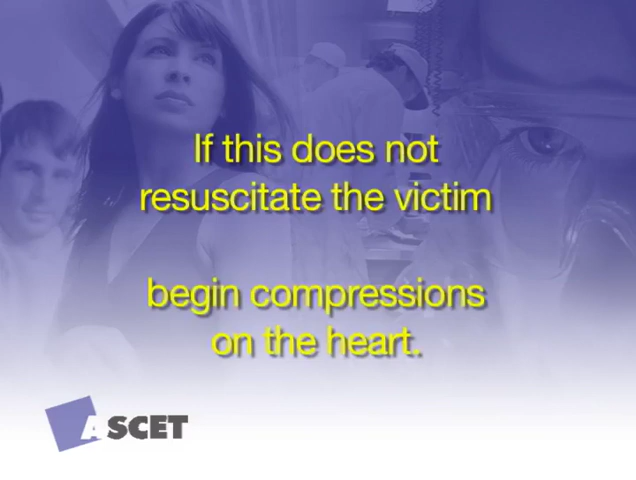 If this does not
resuscitate the victim
begin compressions
on the heart.
ASCET